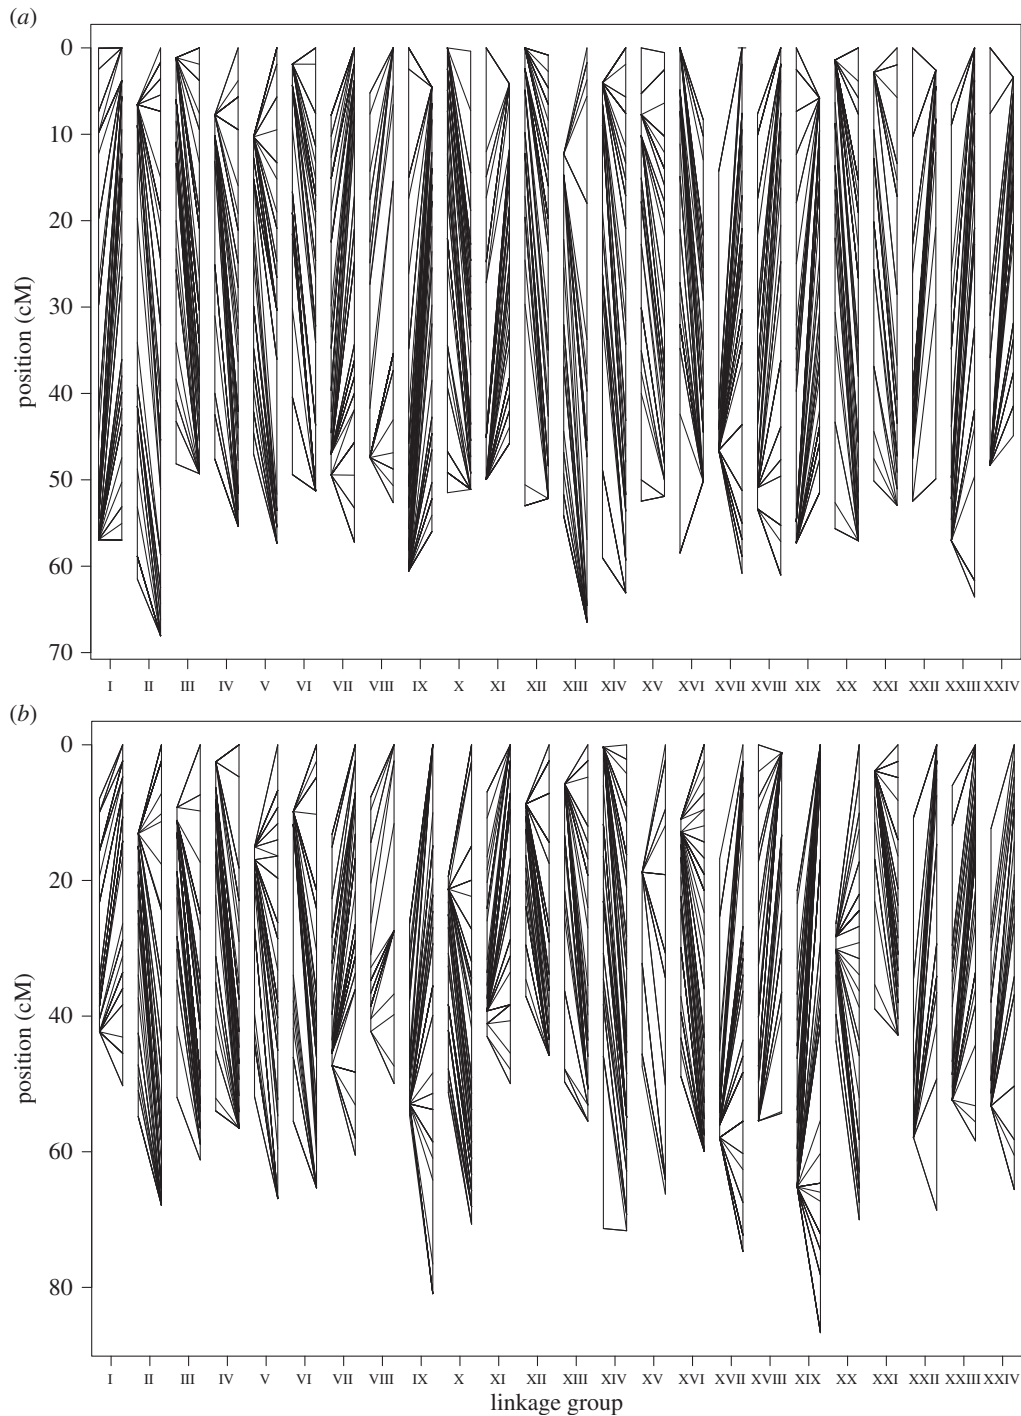 (a)
0
10
20
30
40
50
60
70
position (cM)
I II III IV V VI VII VIII IX X XI XII XIII XIV XV XVI XVII XVIII XIX XX XXI XXII XXIII XXIV
(b)
0
20
40
60
80
position (cM)
I II III IV V VI VII VIII IX X XI XII XIII XIV XV XVI XVII XVIII XIX XX XXI XXII XXIII XXIV
linkage group